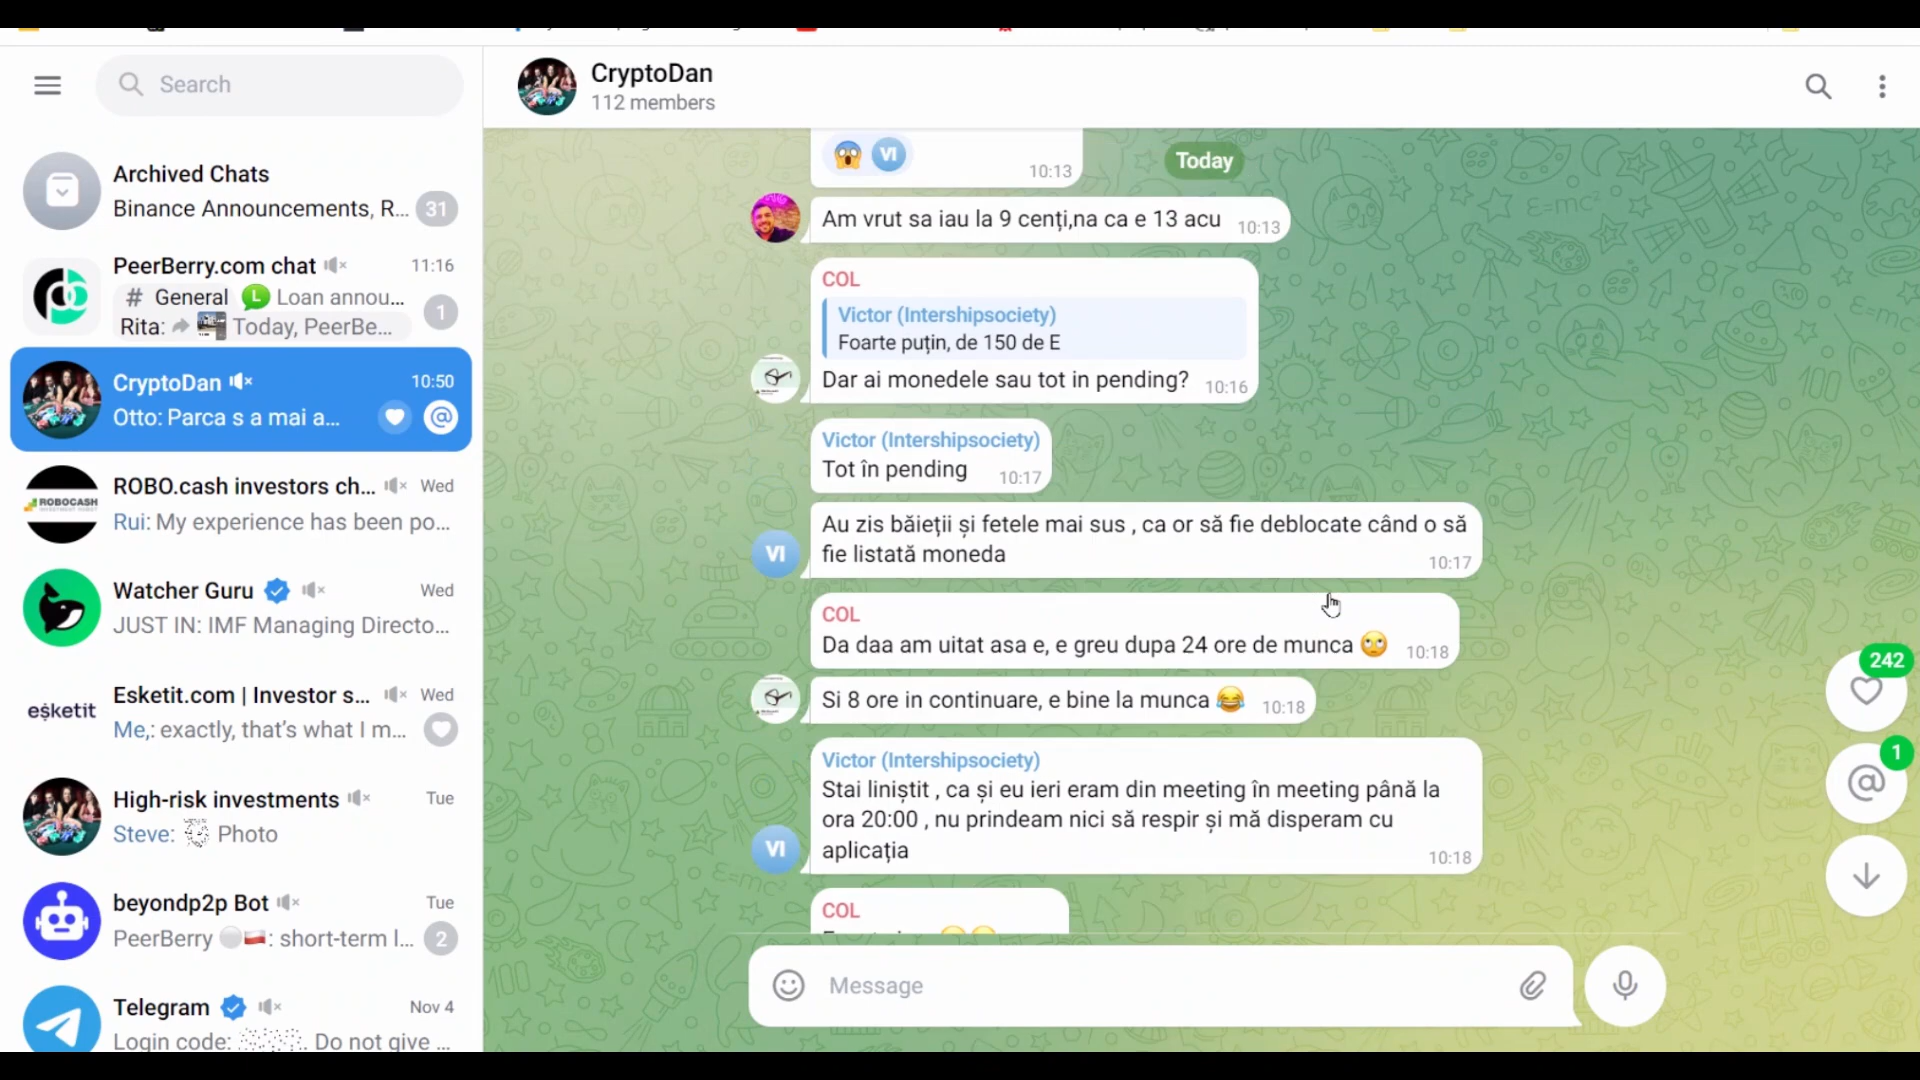 Search
Archived Chats
Binance Announcements, R... 31
PeerBerry.com chat 11:16
# General L Loan annou...
Rita: Today, PeerBe... 1
CryptoDan 10:50
Otto: Parca s a mai a... @
ROBOCASH
ROBO.cash investors ch... Wed
Rui: My experience has been po...
Watcher Guru Wed
JUST IN: IMF Managing Directo...
esketit
Esketit.com | Investor s... Wed
Me,: exactly, that's what I m...
High-risk investments Tue
Steve: Photo
beyondp2p Bot Tue
PeerBerry : short-term l... 2
Telegram Nov 4
Login code: . Do not give ...
CryptoDan
112 members
Today
VI 10:13
Am vrut sa iau la 9 cenți,na ca e 13 acu 10:13
COL
Victor (Intershipsociety)
Foarte puțin, de 150 de E
Dar ai monedele sau tot in pending? 10:16
Victor (Intershipsociety)
Tot în pending 10:17
Au zis băieții și fetele mai sus , ca or să fie deblocate când o să
fie listată moneda 10:17
VI
COL
Da daa am uitat asa e, e greu dupa 24 ore de munca 10:18
Si 8 ore in continuare, e bine la munca 10:18
Victor (Intershipsociety)
Stai liniștit , ca și eu ieri eram din meeting în meeting până la
ora 20:00 , nu prindeam nici să respir și mă disperam cu
aplicația 10:18
VI
COL
Message
242
1
@